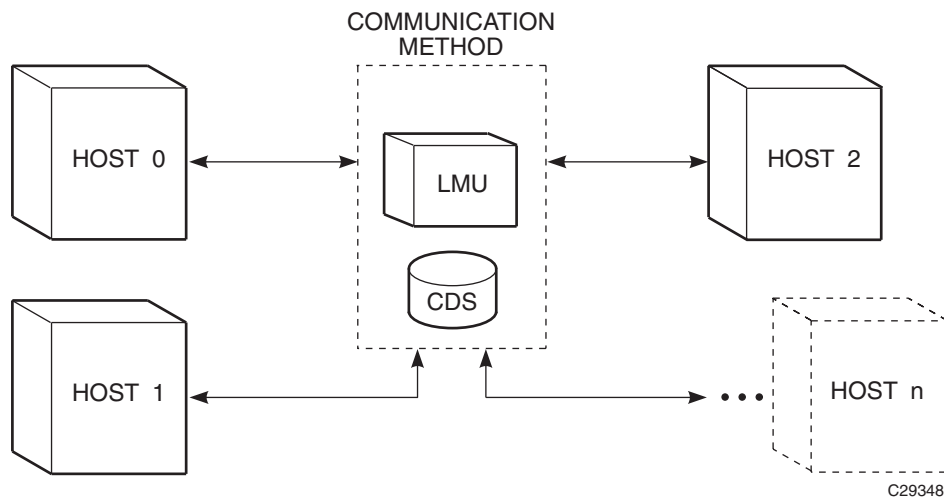 COMMUNICATION
METHOD
HOST 0
LMU
HOST 2
CDS
HOST 1
... HOST n
C29348